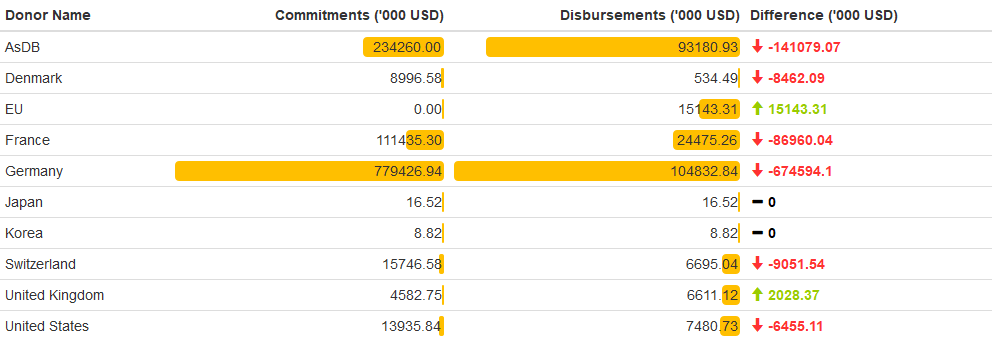 Donor Name Commitments ('000 USD) Disbursements ('000 USD) Difference ('000 USD)
AsDB 234260.00 93180.93 -141079.07
Denmark 8996.58 534.49 -8462.09
EU 0.00 15143.31 15143.31
France 111435.30 24475.26 -86960.04
Germany 779426.94 104832.84 -674594.1
Japan 16.52 16.52 0
Korea 8.82 8.82 0
Switzerland 15746.58 6695.04 -9051.54
United Kingdom 4582.75 6611.12 2028.37
United States 13935.84 7480.73 -6455.11